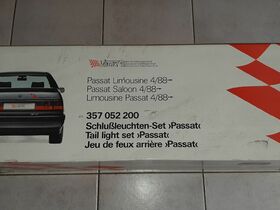 Passat Limousine 4/88→
Passat Saloon 4/88→
Limousine Passat 4/88→
357 052 200
Schlußleuchten-Set ›Passat‹
Tail light set ›Passat‹
Jeu de feux arrière ›Passat‹